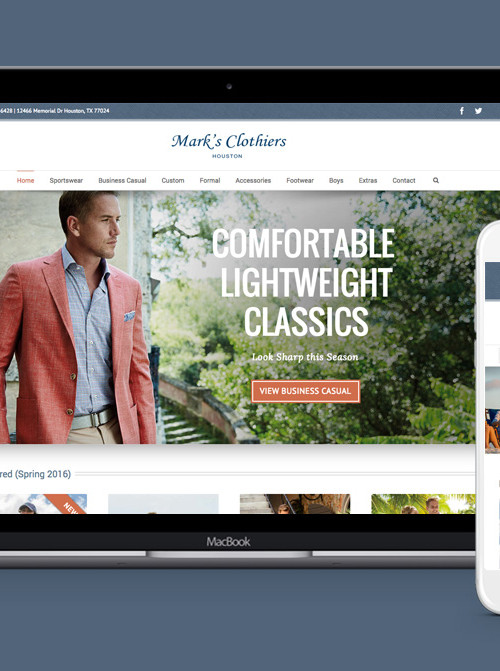 6428 | 12466 Memorial Dr Houston, TX 77024
Mark's Clothiers
HOUSTON
Home Sportswear Business Casual Custom Formal Accessories Footwear Boys Extras Contact
COMFORTABLE
LIGHTWEIGHT
CLASSICS
Look Sharp this Season
VIEW BUSINESS CASUAL
red (Spring 2016)
NEW
MacBook